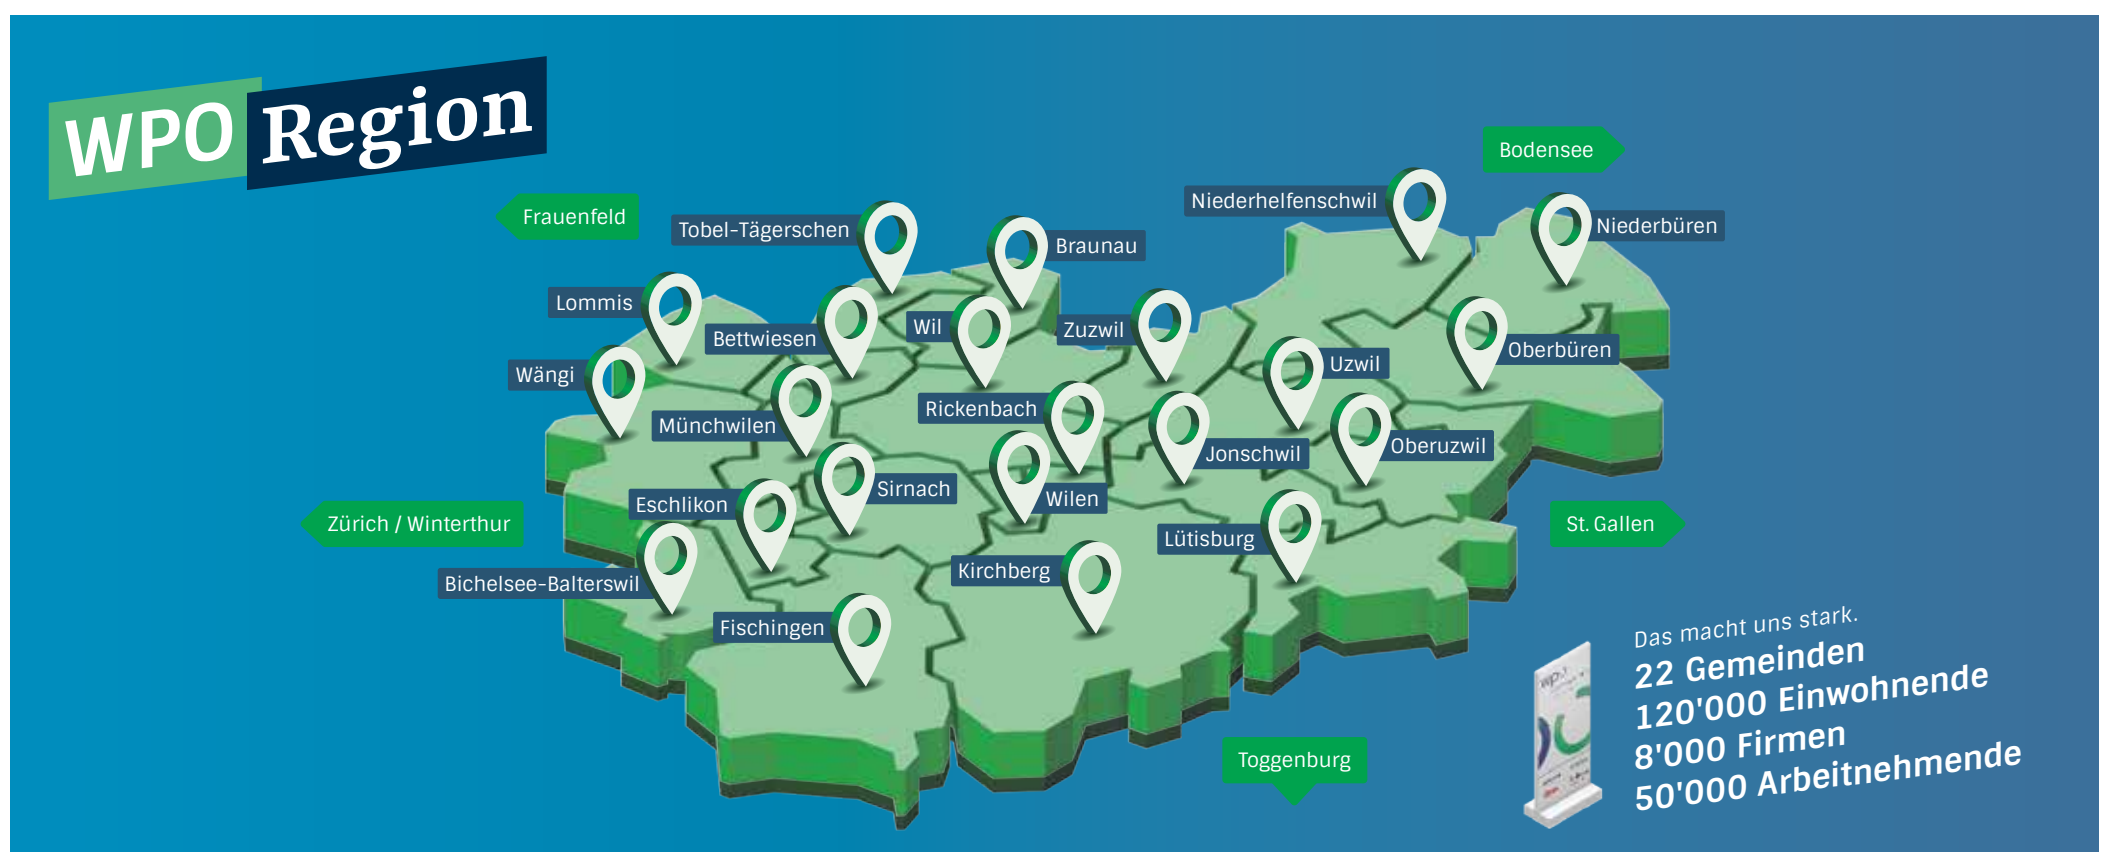 WPO Region
Bodensee
Niederhelfenschwil
Frauenfeld
Tobel-Tägerschen
Niederbüren
Braunau
Lommis
Bettwiesen
Wil
Zuzwil
Oberbüren
Uzwil
Wängi
Rickenbach
Münchwilen
Oberuzwil
Jonschwil
Sirnach
Wilen
Eschlikon
Zürich / Winterthur
St. Gallen
Lütisburg
Kirchberg
Bichelsee-Balterswil
Fischingen
Toggenburg
Das macht uns stark.
22 Gemeinden
120'000 Einwohnende
8'000 Firmen
50'000 Arbeitnehmende
wpo